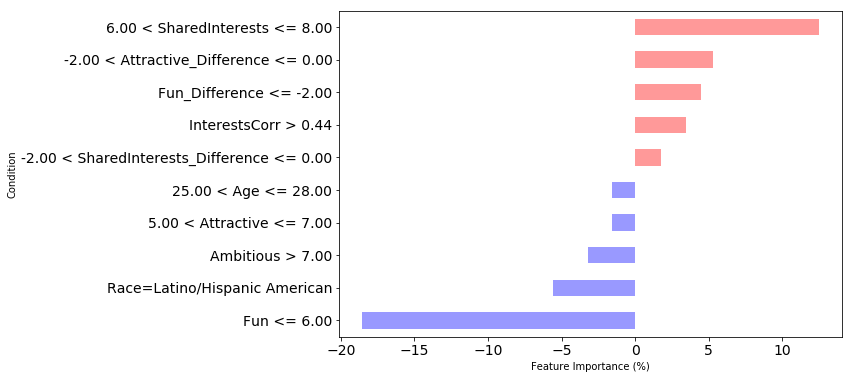 6.00 < SharedInterests <= 8.00
-2.00 < Attractive_Difference <= 0.00
Fun_Difference <= -2.00
InterestsCorr > 0.44
-2.00 < SharedInterests_Difference <= 0.00
25.00 < Age <= 28.00
5.00 < Attractive <= 7.00
Ambitious > 7.00
Race=Latino/Hispanic American
Fun <= 6.00
Condition
−20 −15 −10 −5 0 5 10
Feature Importance (%)